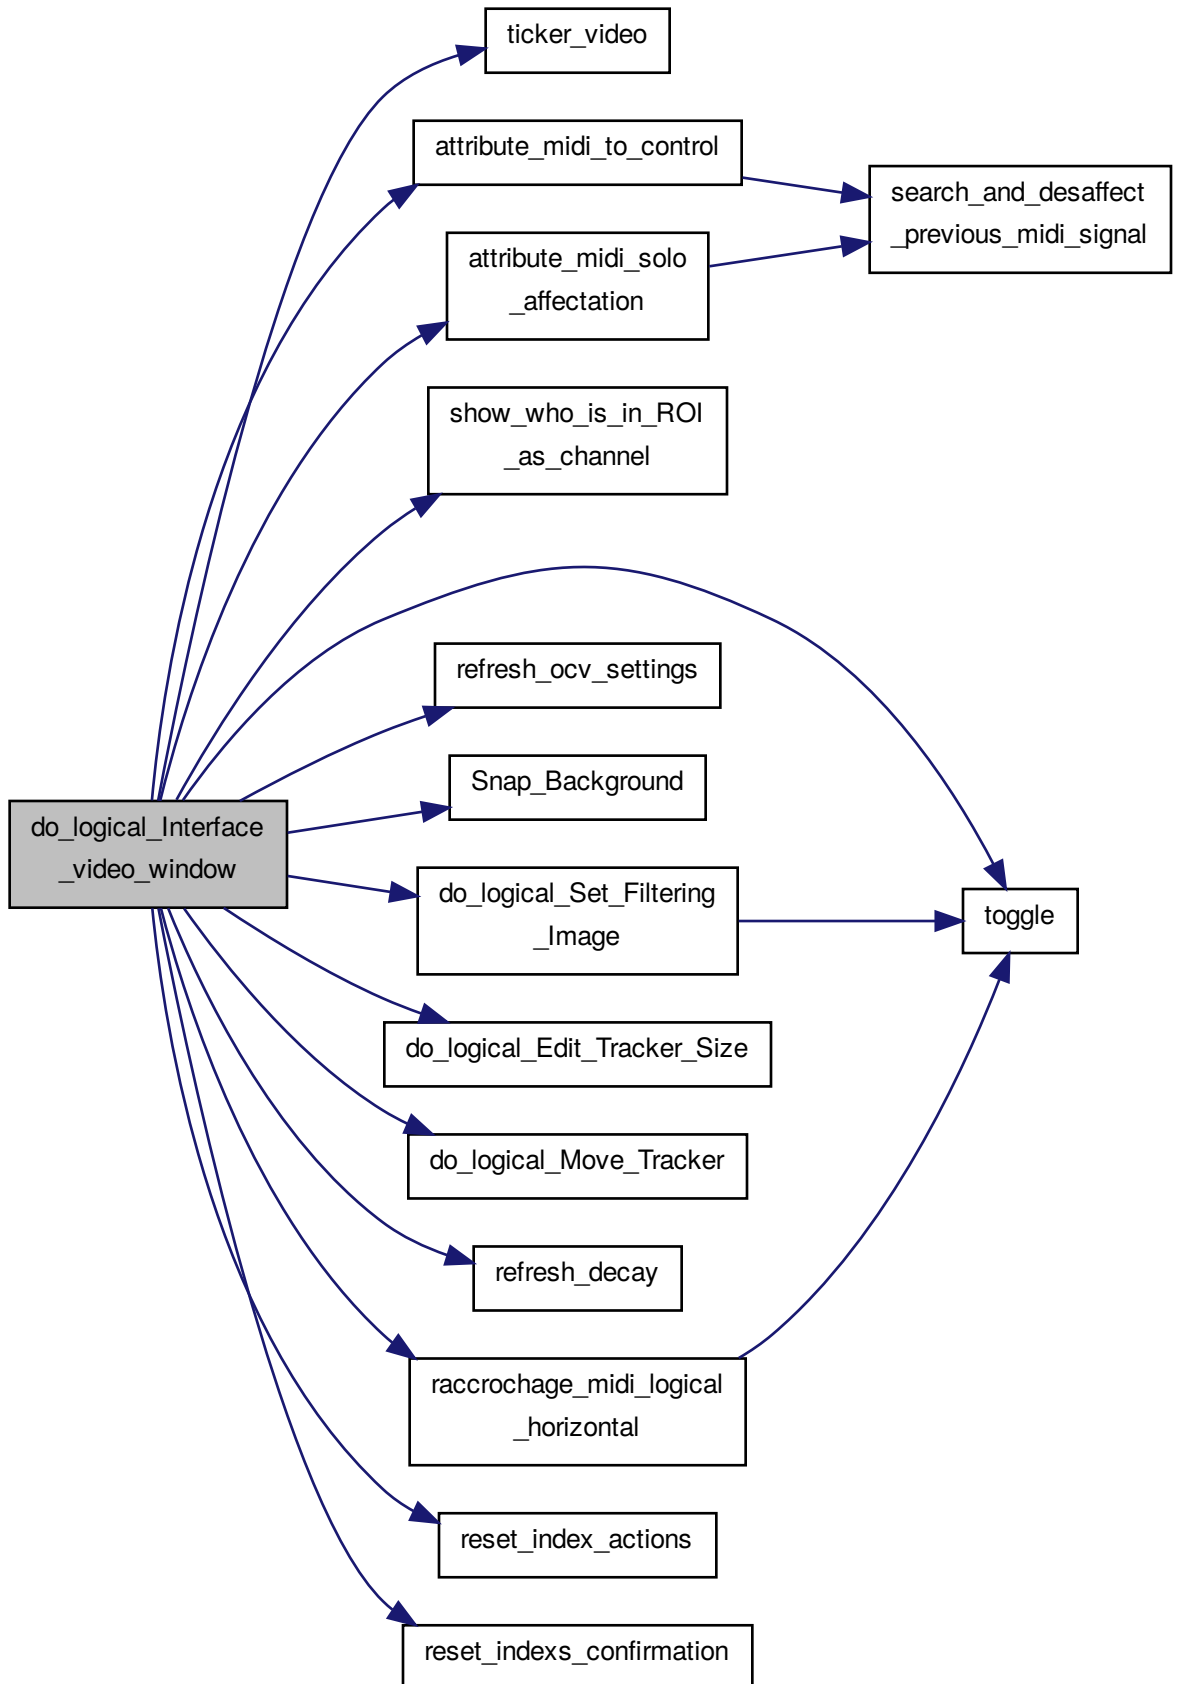 ticker_video
attribute_midi_to_control
search_and_desaffect
_previous_midi_signal
attribute_midi_solo
_affectation
show_who_is_in_ROI
_as_channel
refresh_ocv_settings
Snap_Background
do_logical_Interface
_video_window
do_logical_Set_Filtering
_Image
toggle
do_logical_Edit_Tracker_Size
do_logical_Move_Tracker
refresh_decay
raccrochage_midi_logical
_horizontal
reset_index_actions
reset_indexs_confirmation